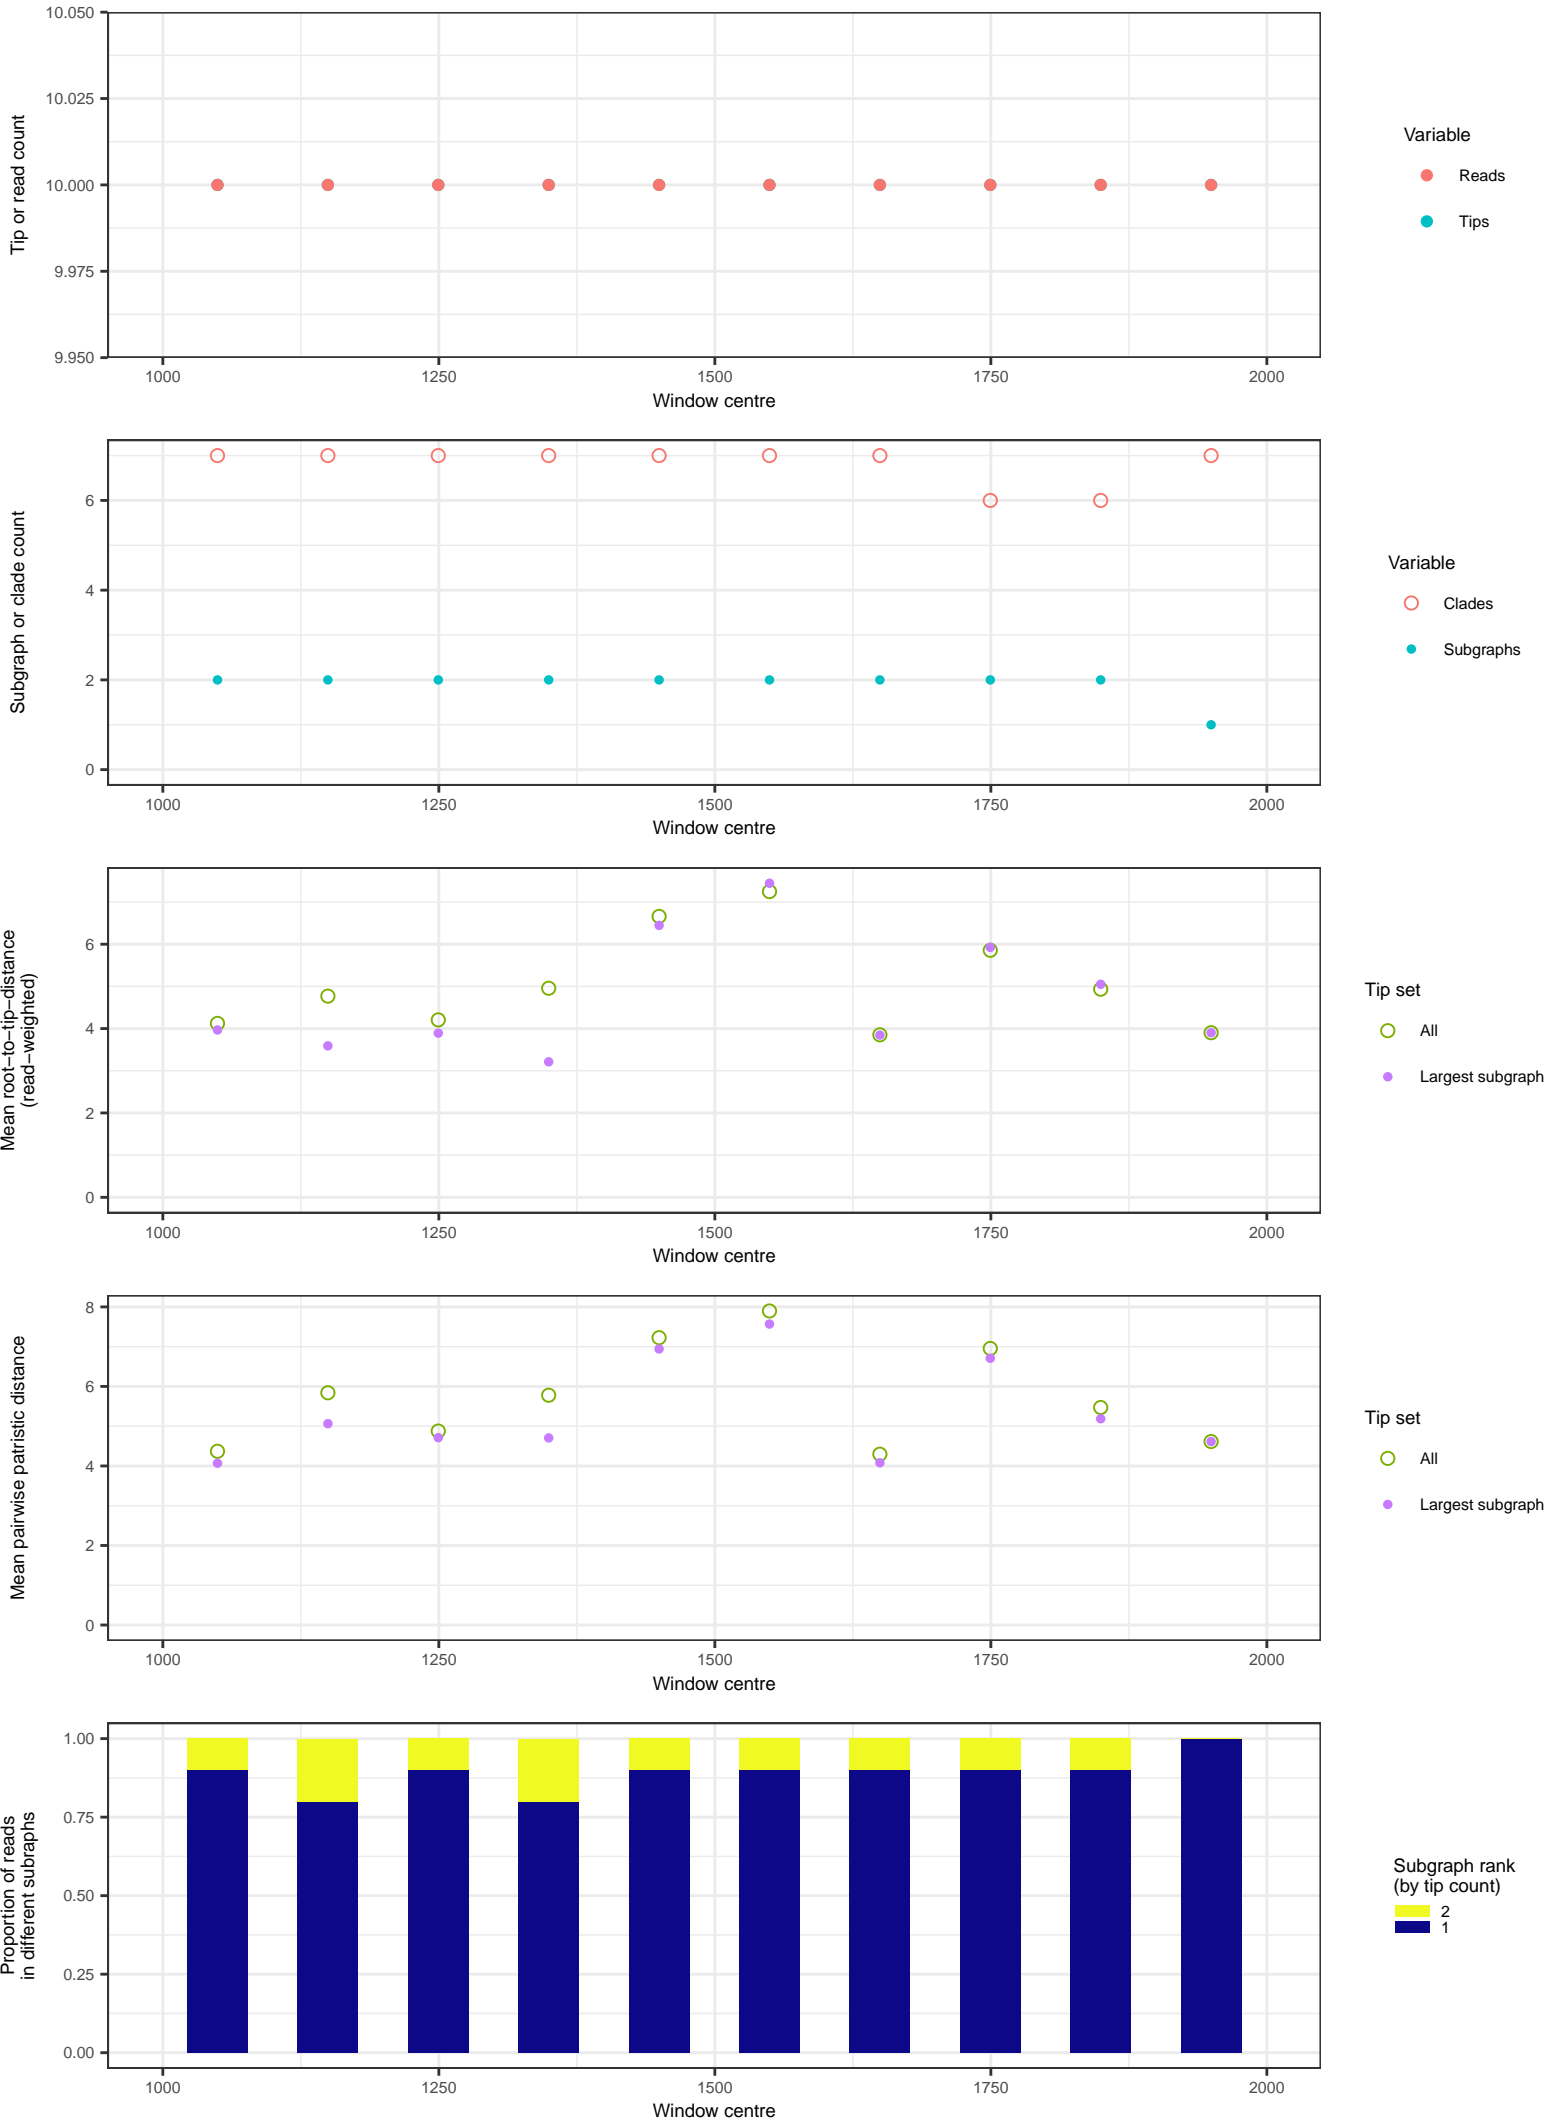 10.050
10.025
10.000
9.975
9.950
Tip or read count
1000 1250 1500 1750 2000
Window centre
Variable
Reads
Tips
6
4
2
0
Subgraph or clade count
1000 1250 1500 1750 2000
Window centre
Variable
Clades
Subgraphs
6
4
2
0
Mean root−to−tip−distance
(read−weighted)
1000 1250 1500 1750 2000
Window centre
Tip set
All
Largest subgraph
8
6
4
2
0
Mean pairwise patristic distance
1000 1250 1500 1750 2000
Window centre
Tip set
All
Largest subgraph
1.00
0.75
0.50
0.25
0.00
Proportion of reads
in different subraphs
1000 1250 1500 1750 2000
Window centre
Subgraph rank
(by tip count)
2
1